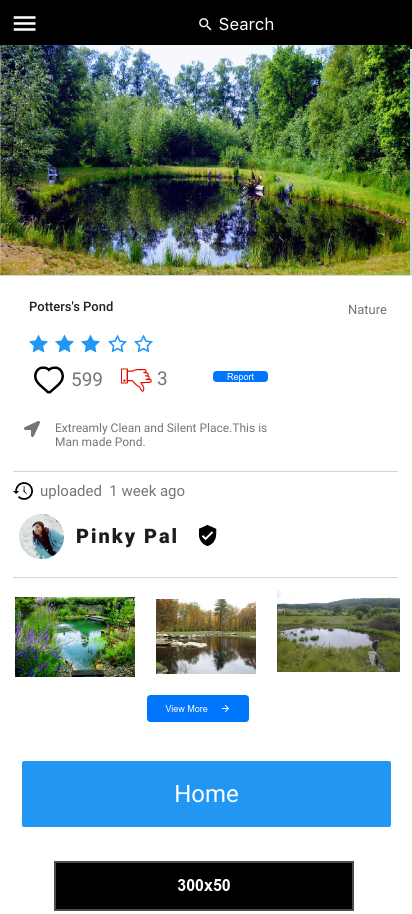 Search
Potters's Pond
Nature
599
3
Report
Extreamly Clean and Silent Place.This is
Man made Pond.
uploaded 1 week ago
Pinky Pal
View More
Home
300x50